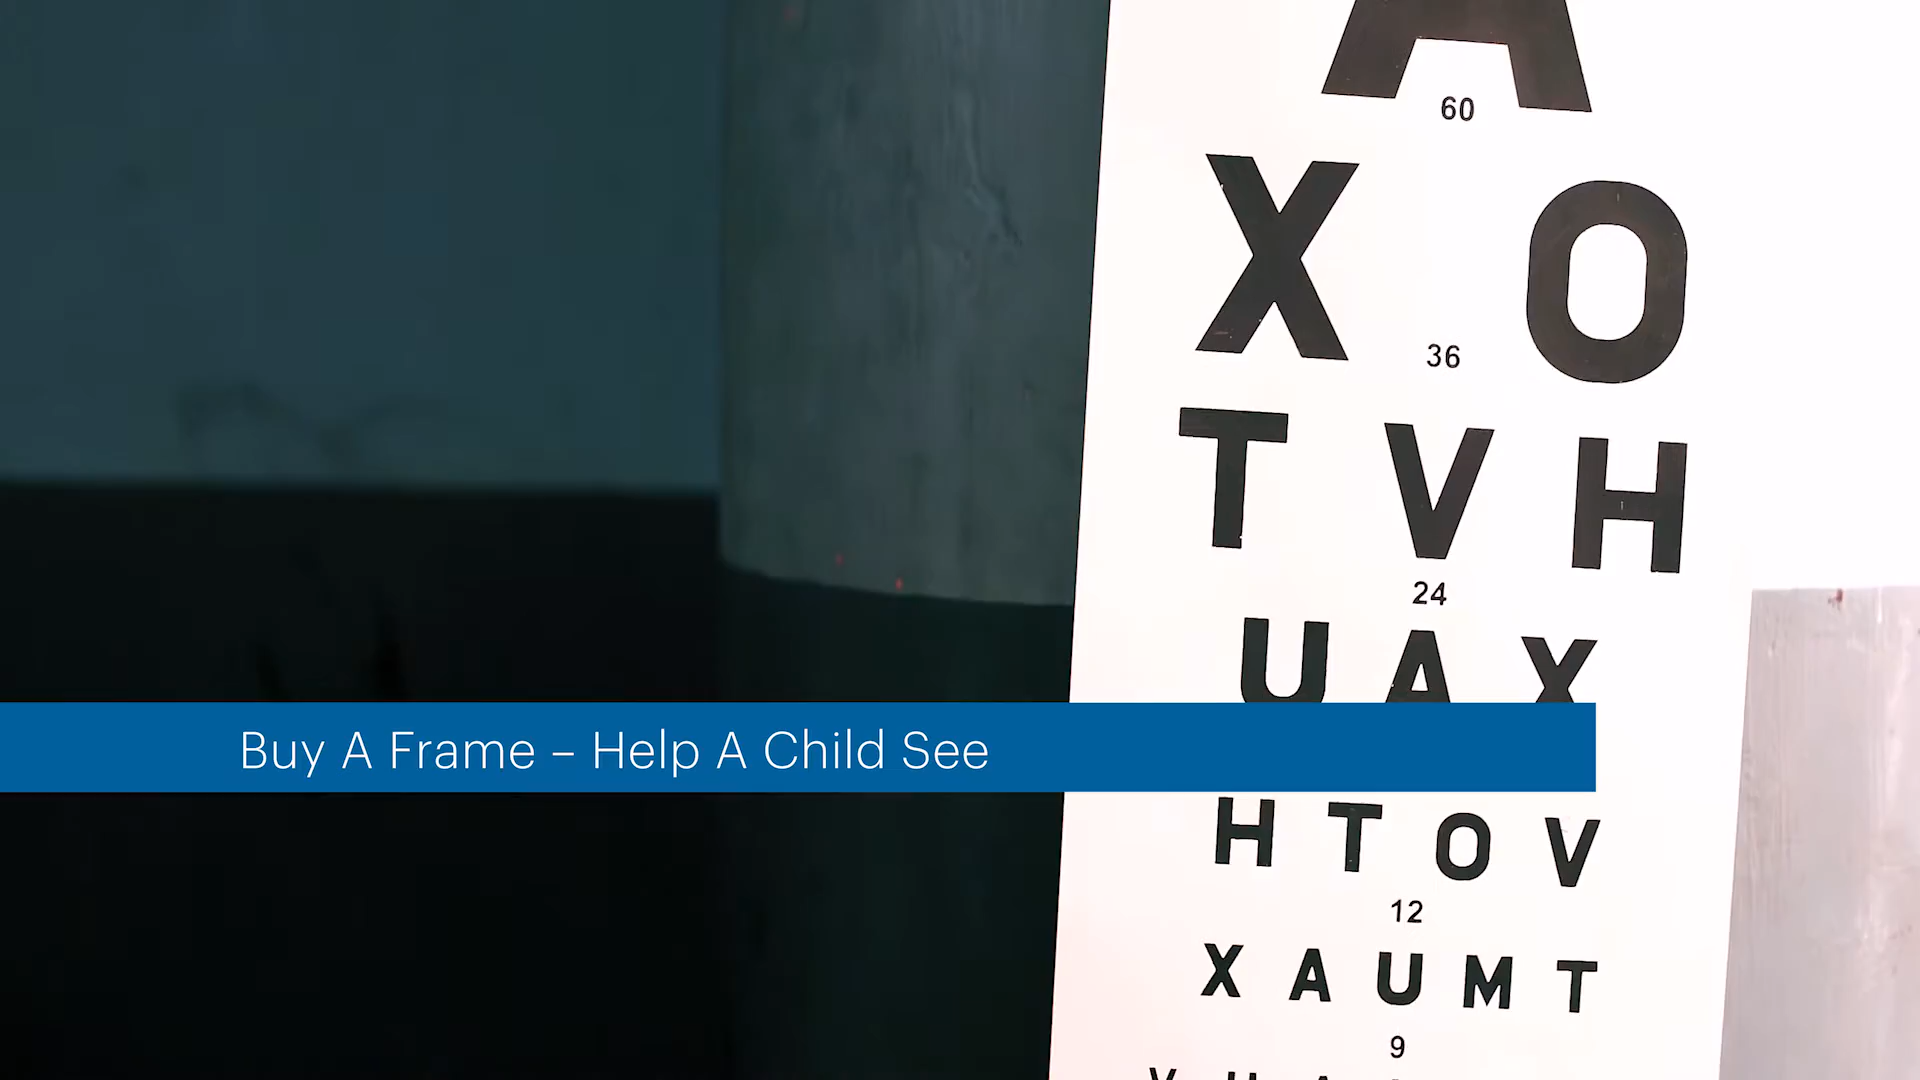 A
60
X O
36
T V H
24
U A X
Buy A Frame – Help A Child See
H T O V
12
X A U M T
9